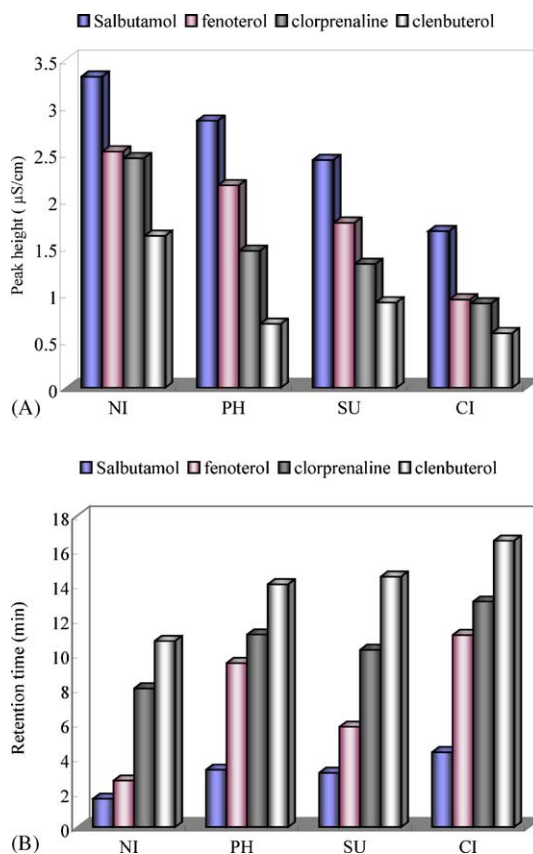 Salbutamol fenoterol clorprenaline clenbuterol
3.5
3
2.5
2
1.5
1
0.5
0
Peak height ( μS/cm)
NI PH SU CI
(A)
Salbutamol fenoterol clorprenaline clenbuterol
18
16
14
12
10
8
6
4
2
0
Retention time (min)
NI PH SU CI
(B)